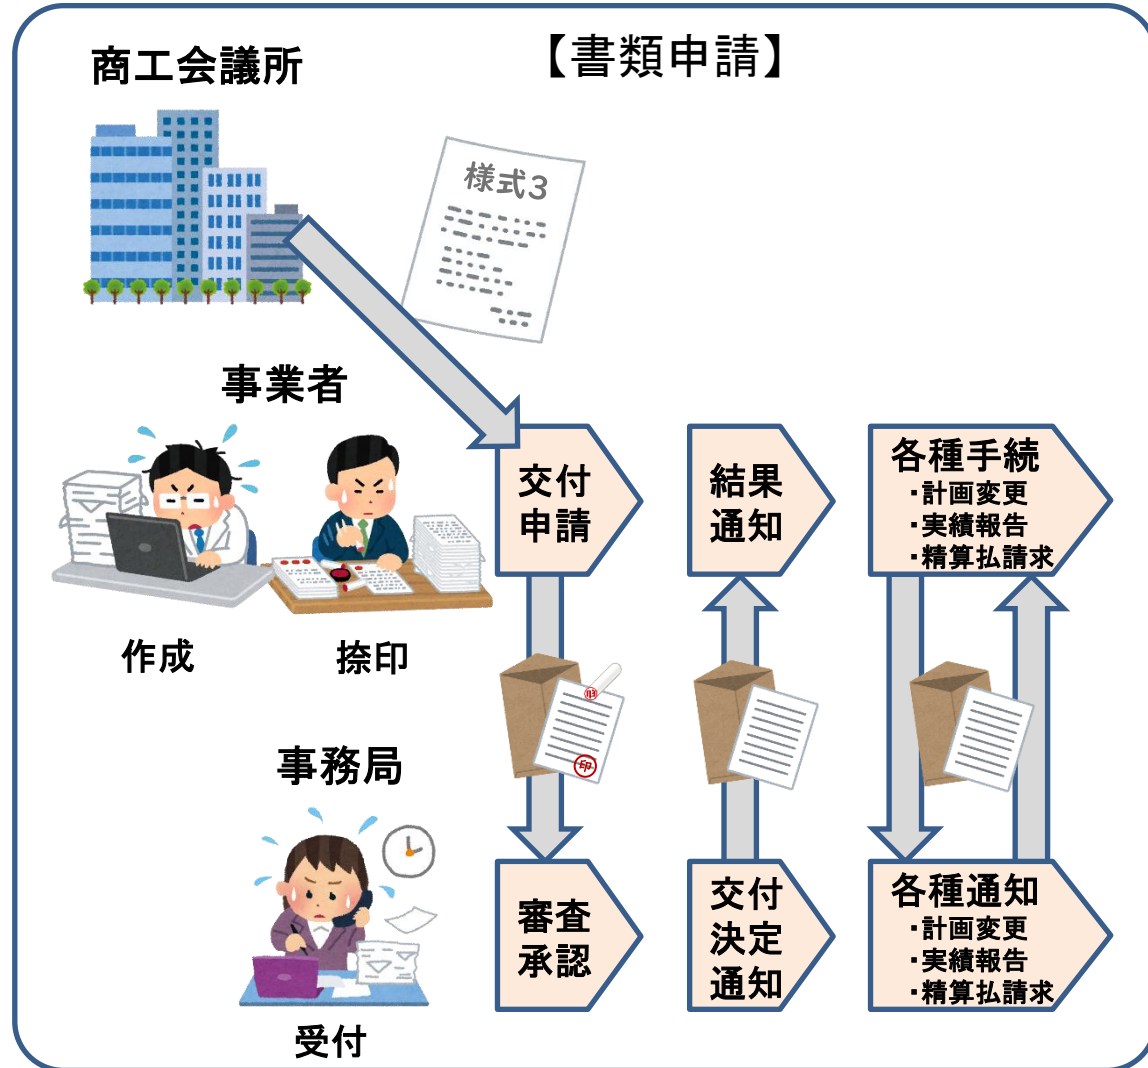 【書類申請】
商工会議所
様式3
事業者
作成
捺印
交付
申請
結果
通知
各種手続
・計画変更
・実績報告
・精算払請求
印
印
事務局
受付
審査
承認
交付
決定
通知
各種通知
・計画変更
・実績報告
・精算払請求